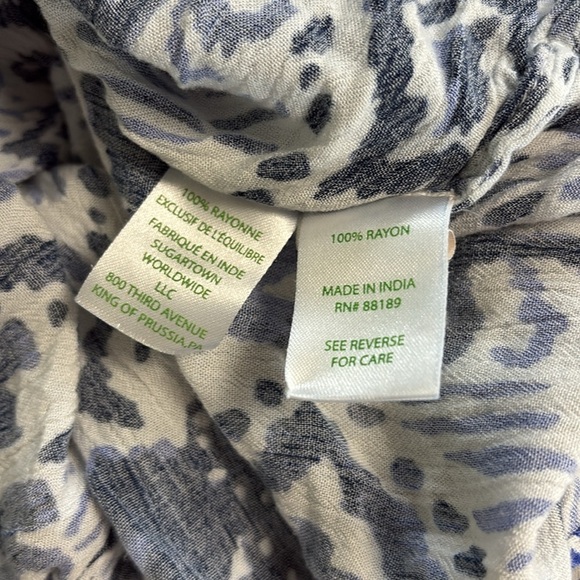 100% RAYONNE
EXCLUSIF DE L'ÉQUILIBRE
FABRIQUÉ EN INDE
SUGARTOWN
WORLDWIDE
LLC
800 THIRD AVENUE
KING OF PRUSSIA, PA
100% RAYON
MADE IN INDIA
RN# 88189
SEE REVERSE
FOR CARE